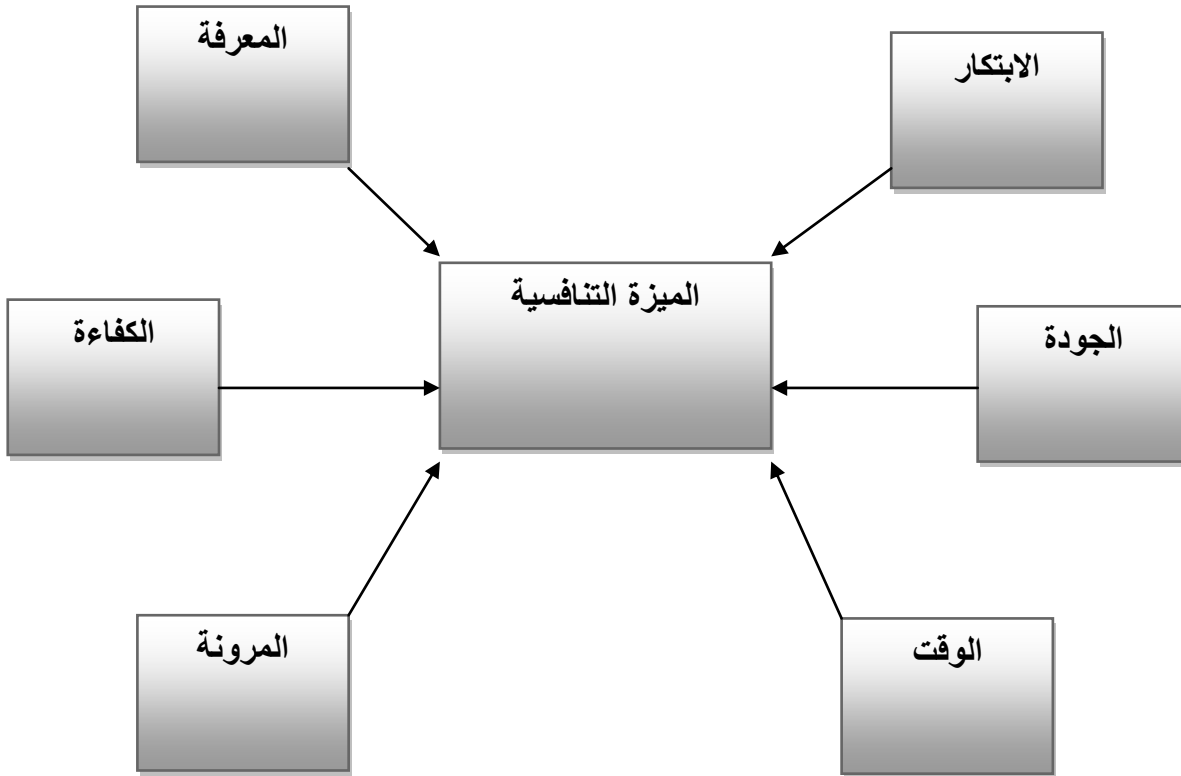 المعرفة
الابتكار
الميزة التنافسية
الكفاءة
الجودة
المرونة
الوقت